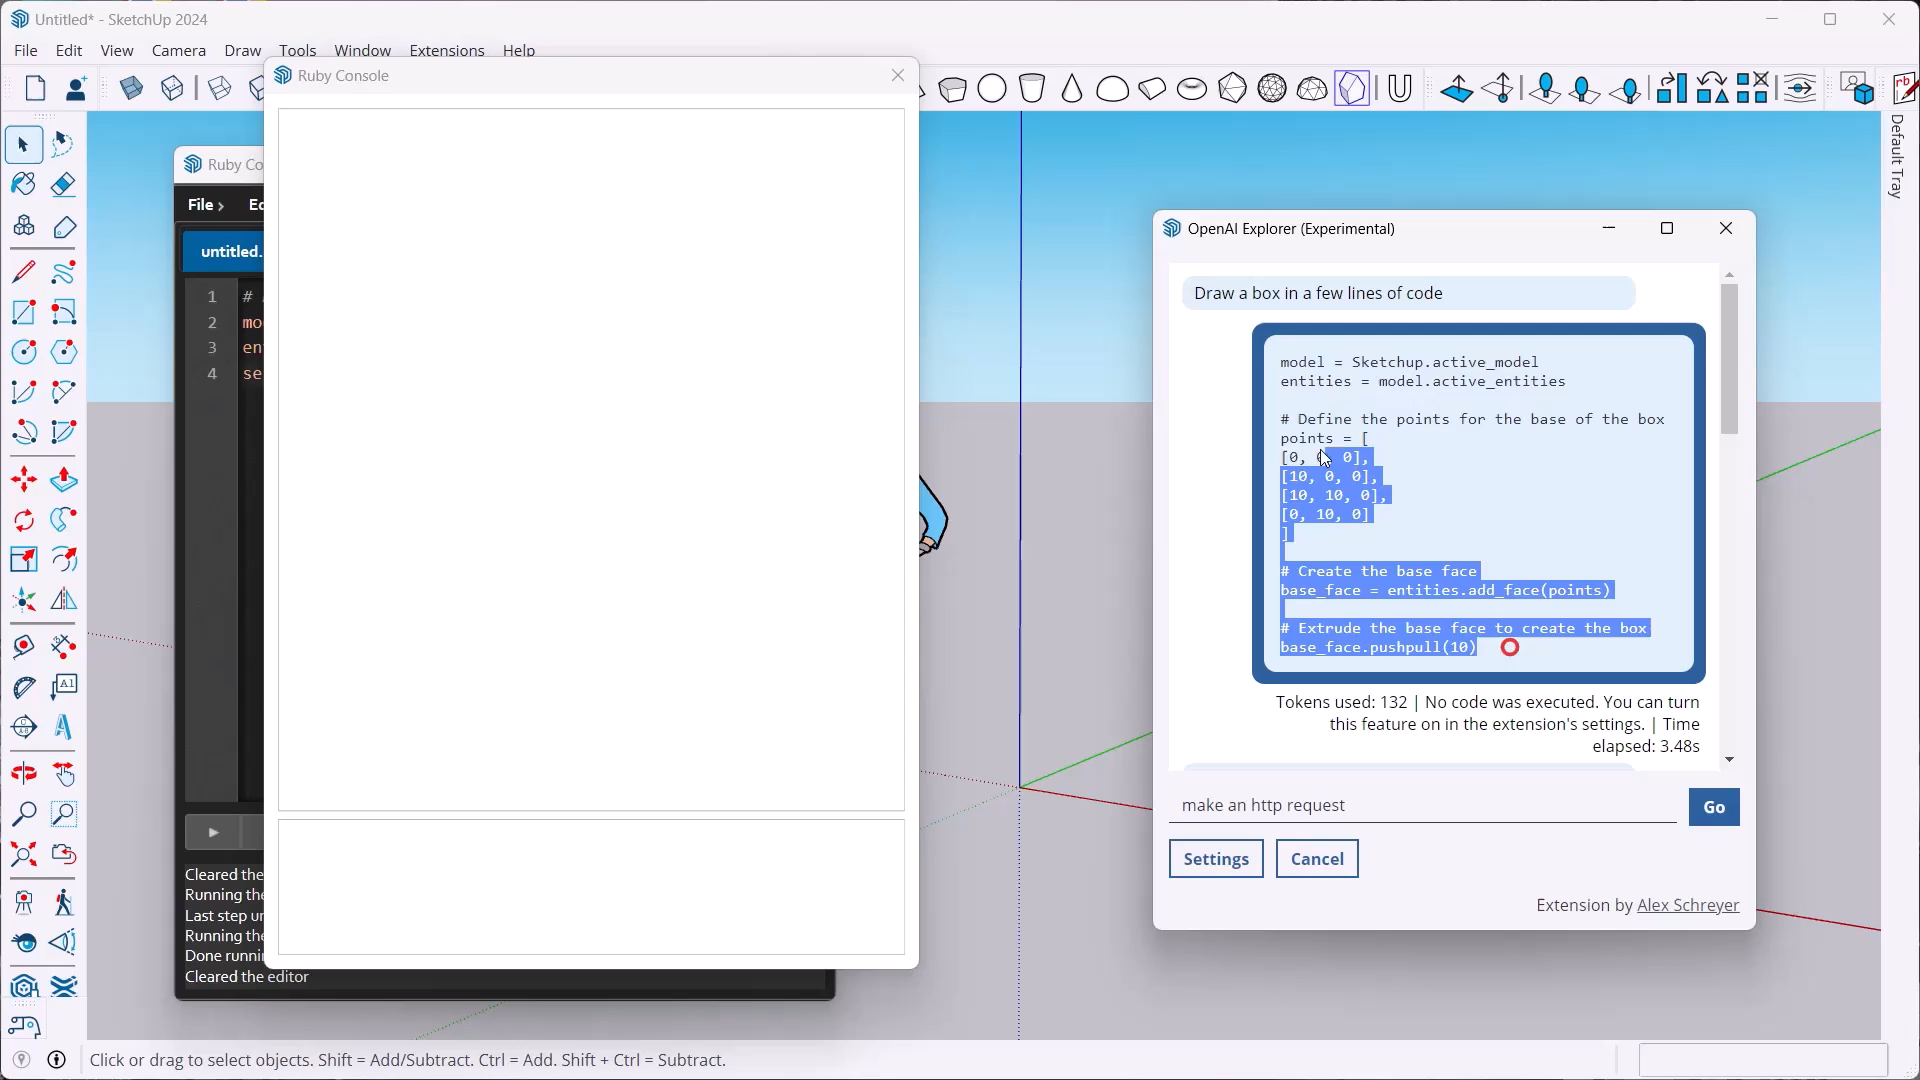 Untitled* - SketchUp 2024
File Edit View Camera Draw Tools Window Extensions Help
Ruby Console
Default Tray
Ruby Co
File >
Ed
untitled.
1 #
2 mo
3 en
4 se
Cleared the
Running the
Last step un
Running the
Done runni
Cleared the editor
OpenAI Explorer (Experimental)
Draw a box in a few lines of code
model = Sketchup.active_model
entities = model.active_entities
# Define the points for the base of the box
points = [
[0, 0, 0],
[10, 0, 0],
[10, 10, 0],
[0, 10, 0]
]
# Create the base face
base_face = entities.add_face(points)
# Extrude the base face to create the box
base_face.pushpull(10)
Tokens used: 132 | No code was executed. You can turn
this feature on in the extension's settings. | Time
elapsed: 3.48s
make an http request
Go
Settings
Cancel
Extension by Alex Schreyer
Click or drag to select objects. Shift = Add/Subtract. Ctrl = Add. Shift + Ctrl = Subtract.